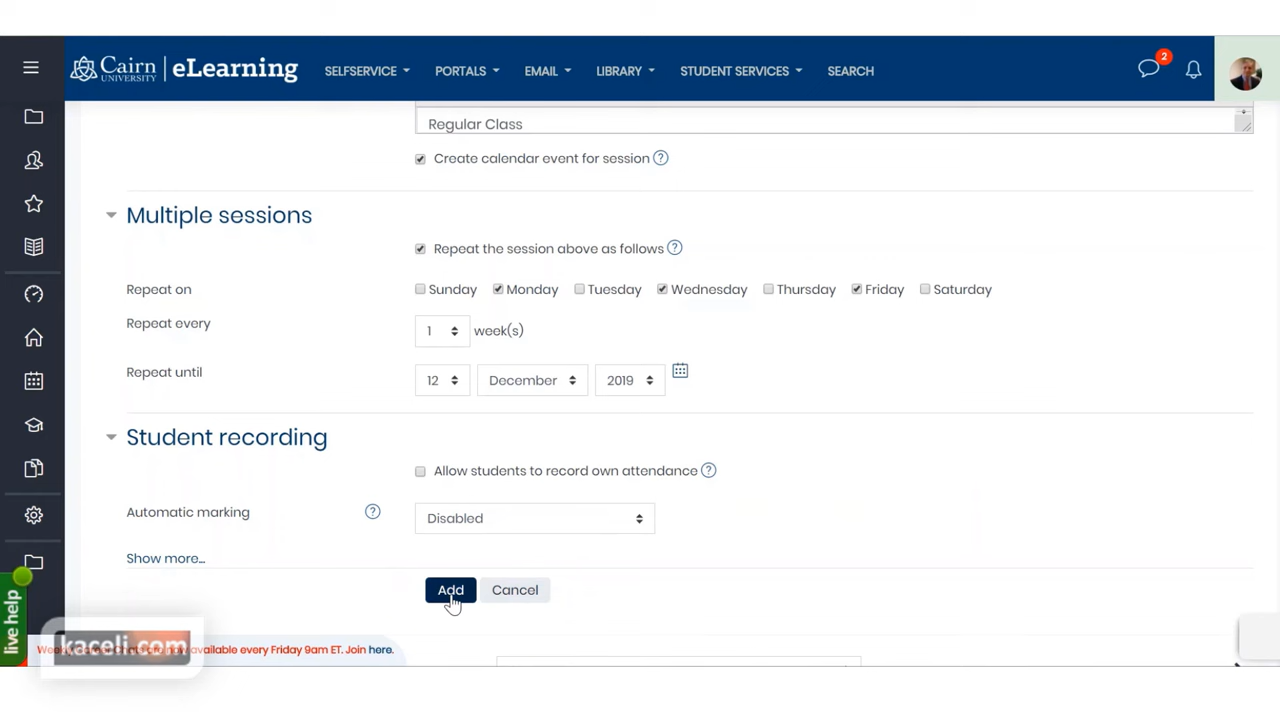 Cairn UNIVERSITY eLearning SELFSERVICE PORTALS EMAIL LIBRARY STUDENT SERVICES SEARCH 2
Regular Class
Create calendar event for session ?
Multiple sessions
Repeat the session above as follows ?
Repeat on Sunday Monday Tuesday Wednesday Thursday Friday Saturday
Repeat every 1 week(s)
Repeat until 12 December 2019
Student recording
Allow students to record own attendance ?
Automatic marking ? Disabled
Show more...
Add Cancel
live help
kaceli.com
available every Friday 9am ET. Join here.